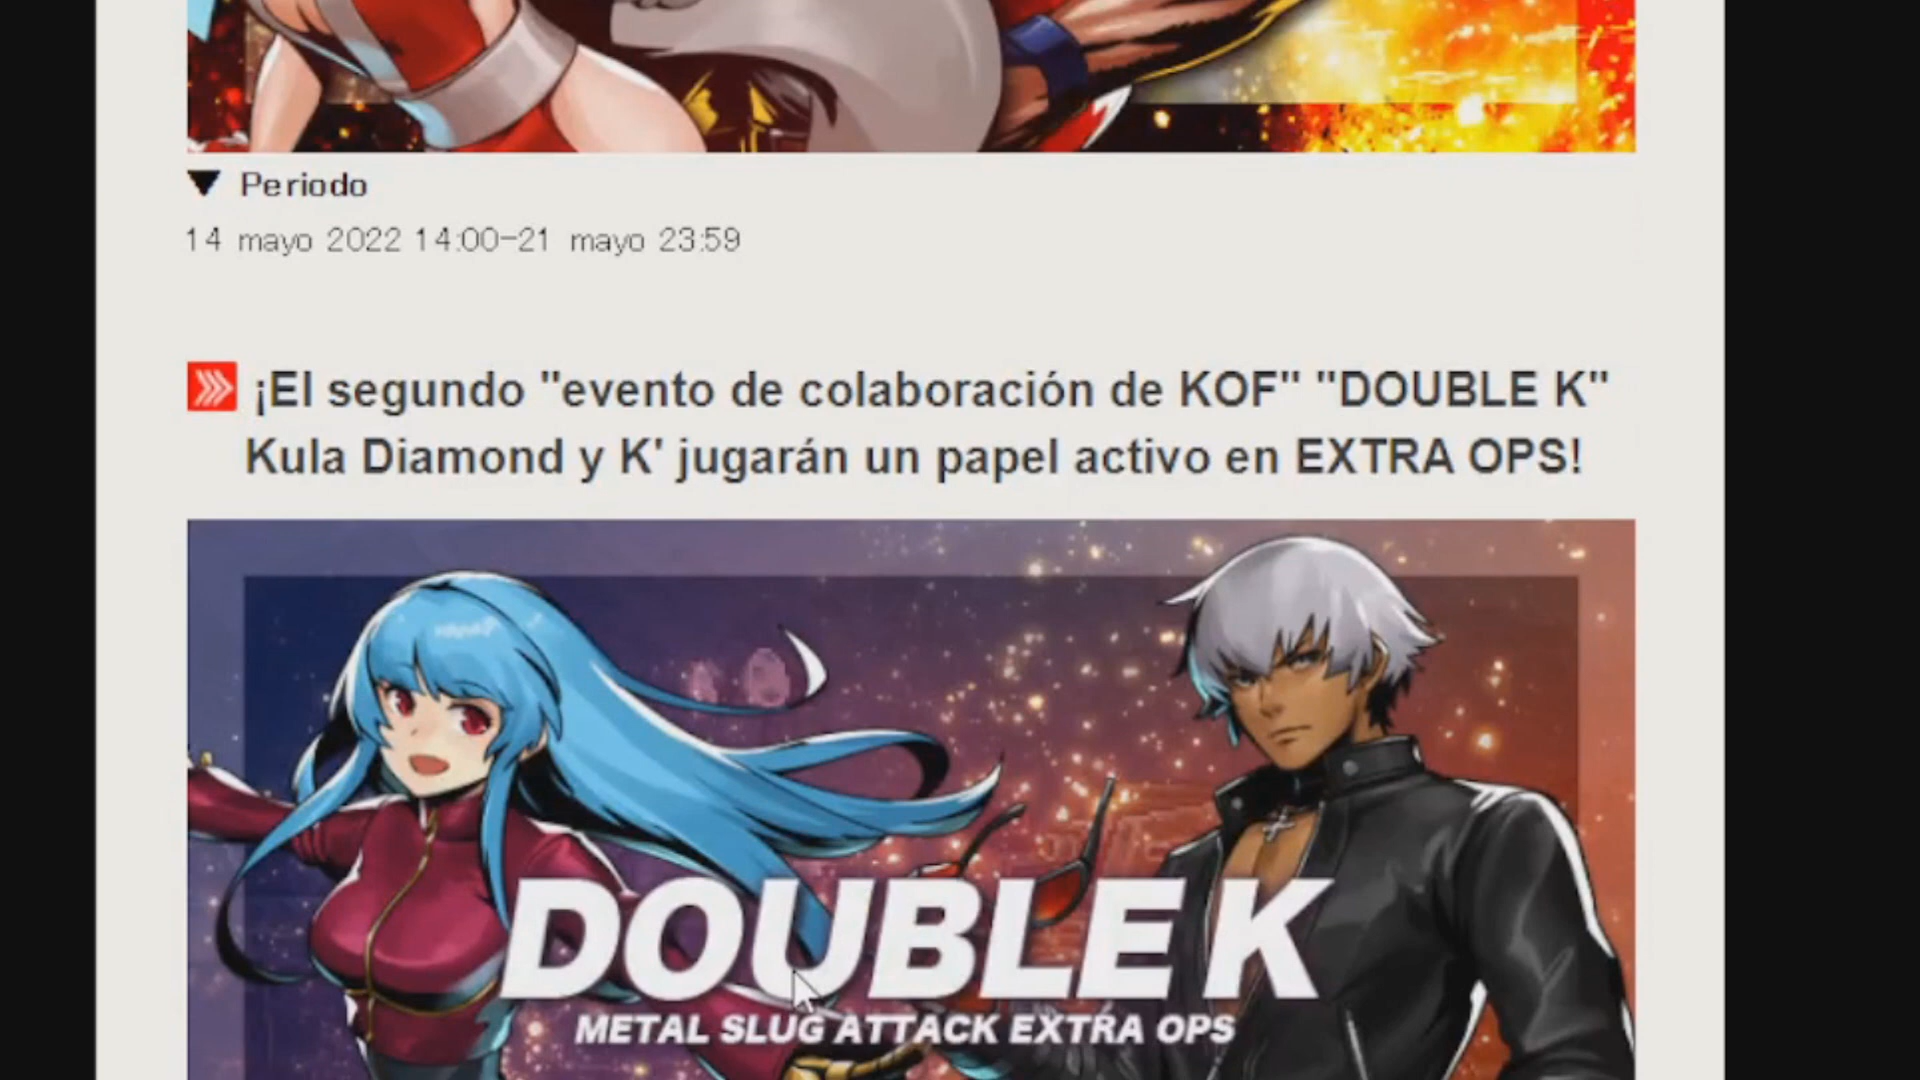 ▼ Periodo
14 mayo 2022 14:00-21 mayo 23:59
¡El segundo "evento de colaboración de KOF" "DOUBLE K"
Kula Diamond y K' jugarán un papel activo en EXTRA OPS!
DOUBLE K
METAL SLUG ATTACK EXTRA OPS